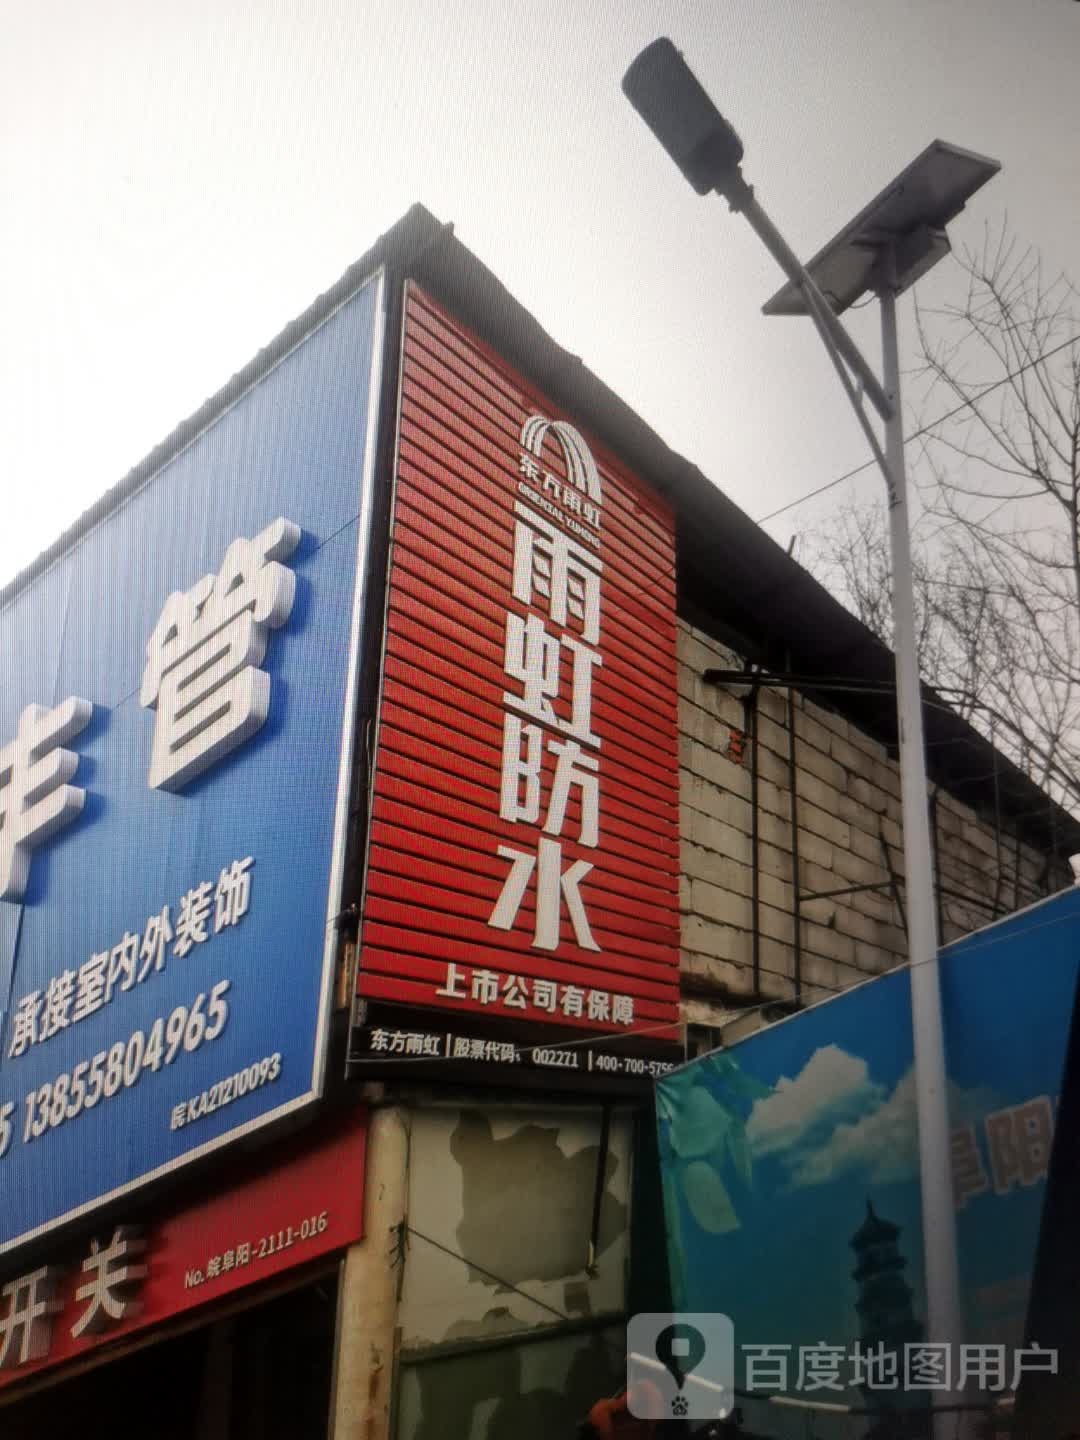 管
承接室内外装饰
5 13855804965
皖KA21210093
开关
No.皖阜阳-2111-016
东方雨虹
ORIENTAL YUHONG
雨虹防水
上市公司有保障
东方雨虹 | 股票代码: 002271 | 400-700-575
阜阳
百度地图用户